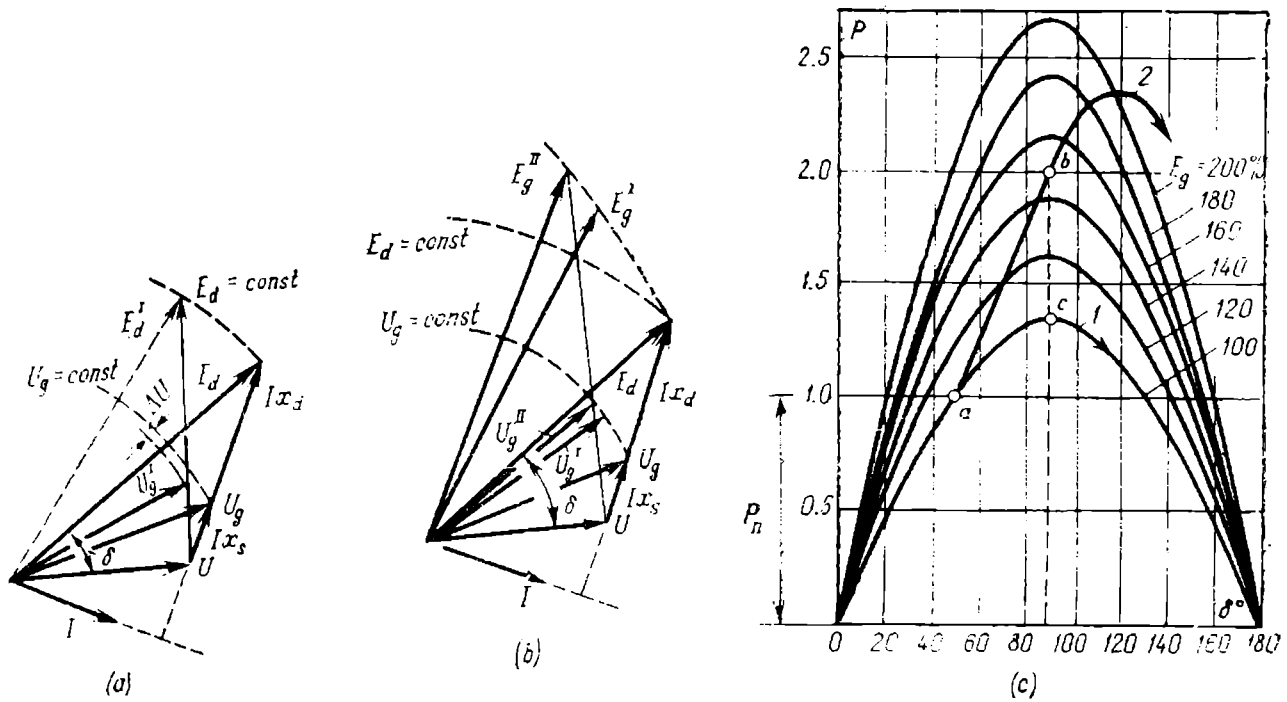 E_d^I
E_d = const
U_g = const
ΔU
E_d
Ix_d
U_g^I
U_g
Ix_s
δ
U
I
(a)
E_g^II
E_g^I
E_d = const
U_g = const
E_d
Ix_d
U_g^II
U_g^I
U_g
δ
Ix_s
U
I
(b)
P
2.5
2
2.0
b
E_g = 200%
180
160
140
120
100
1.5
c
1
1.0
a
P_n
0.5
δ°
0 20 40 60 80 100 120 140 160 180
(c)